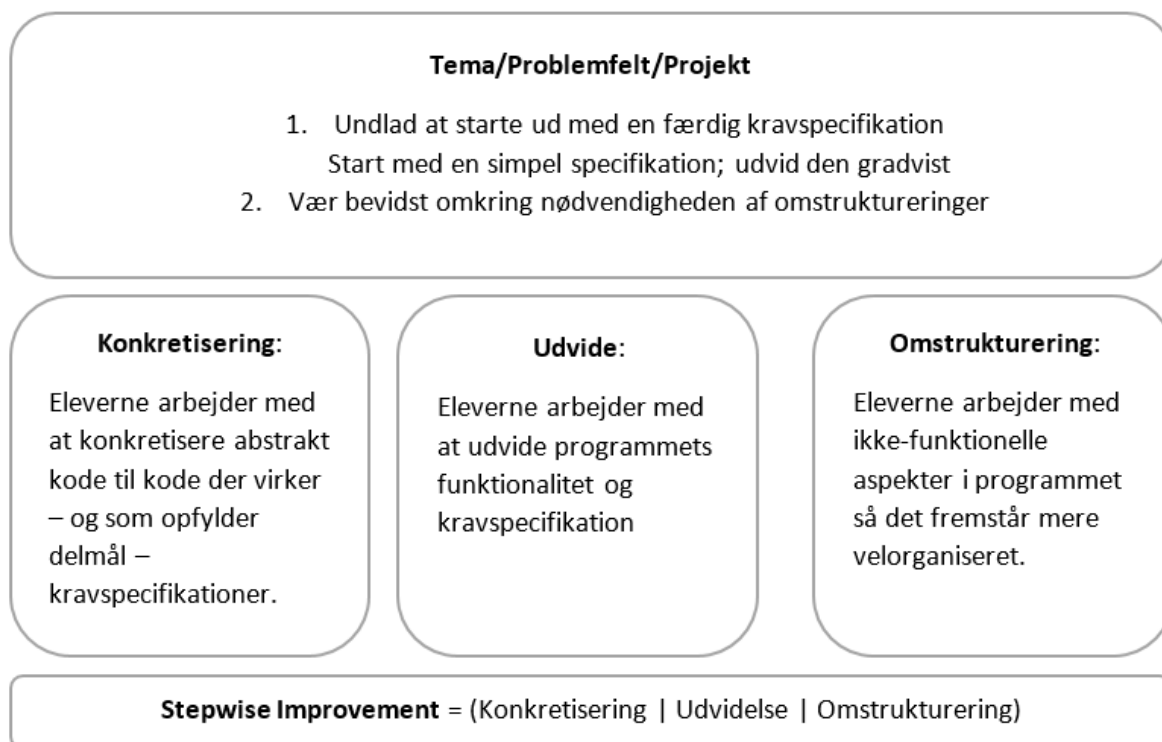 Tema/Problemfelt/Projekt
1. Undlad at starte ud med en færdig kravspecifikation
Start med en simpel specifikation; udvid den gradvist
2. Vær bevidst omkring nødvendigheden af omstruktureringer
Konkretisering:
Eleverne arbejder med
at konkretisere abstrakt
kode til kode der virker
– og som opfylder
delmål –
kravspecifikationer.
Udvide:
Eleverne arbejder med
at udvide programmets
funktionalitet og
kravspecifikation
Omstrukturering:
Eleverne arbejder med
ikke-funktionelle
aspekter i programmet
så det fremstår mere
velorganiseret.
Stepwise Improvement = (Konkretisering | Udvidelse | Omstrukturering)